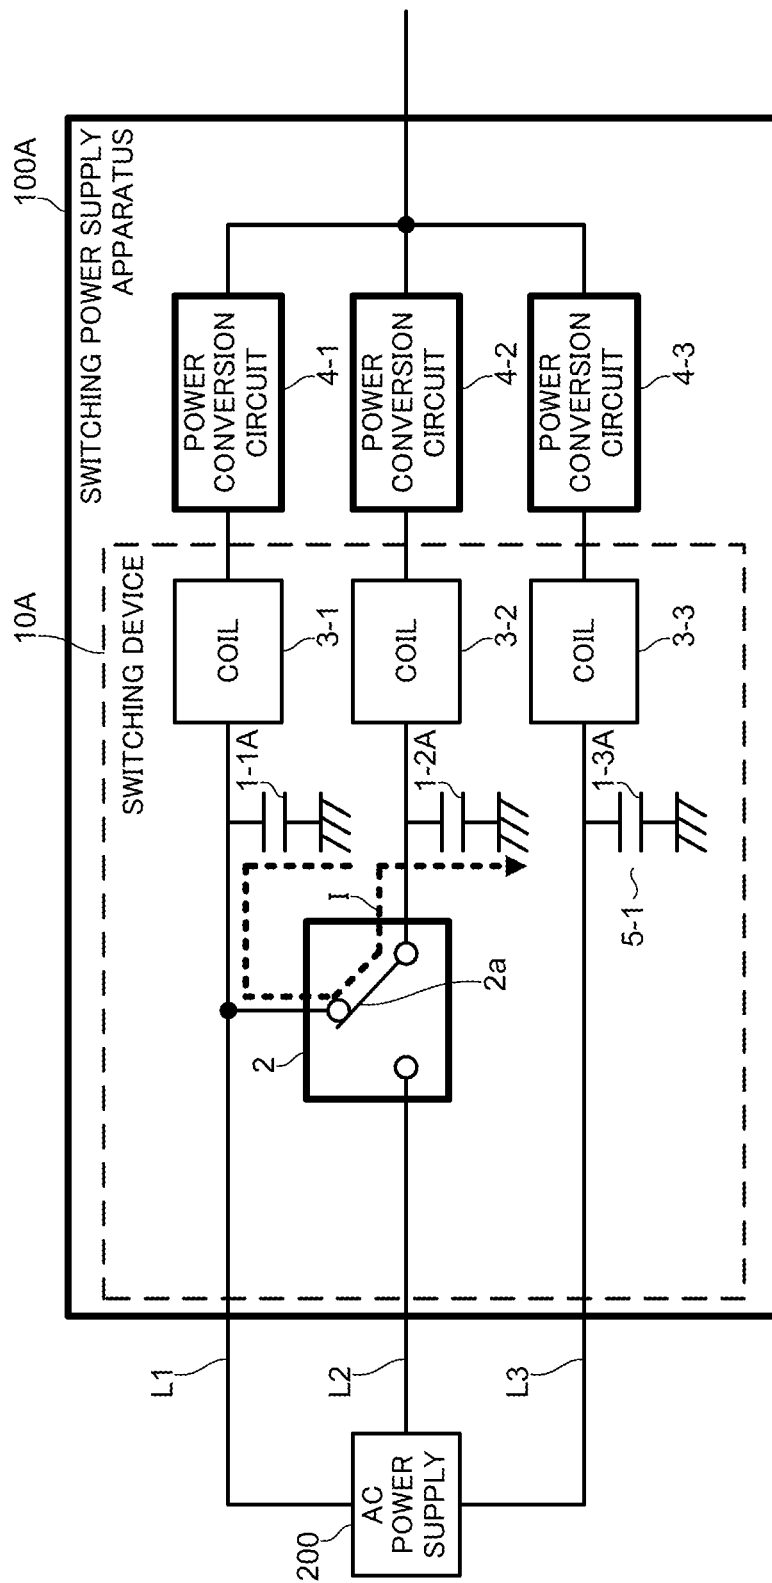 100A
SWITCHING POWER SUPPLY
APPARATUS
10A
SWITCHING DEVICE
POWER
CONVERSION
CIRCUIT
4-1
POWER
CONVERSION
CIRCUIT
4-2
POWER
CONVERSION
CIRCUIT
4-3
COIL
3-1
COIL
3-2
COIL
3-3
1-1A
1-2A
1-3A
5-1
I
2
2a
L1
L2
L3
AC
POWER
SUPPLY
200